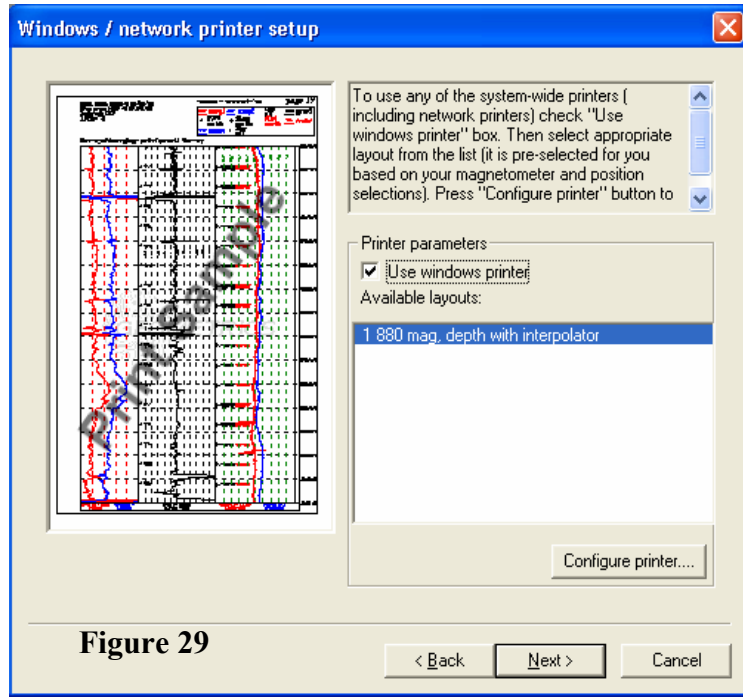 Windows / network printer setup
Print Sample
To use any of the system-wide printers (
including network printers) check "Use
windows printer" box. Then select appropriate
layout from the list (it is pre-selected for you
based on your magnetometer and position
selections). Press "Configure printer" button to
Printer parameters
Use windows printer
Available layouts:
1 880 mag, depth with interpolator
Configure printer....
Figure 29
< Back
Next >
Cancel